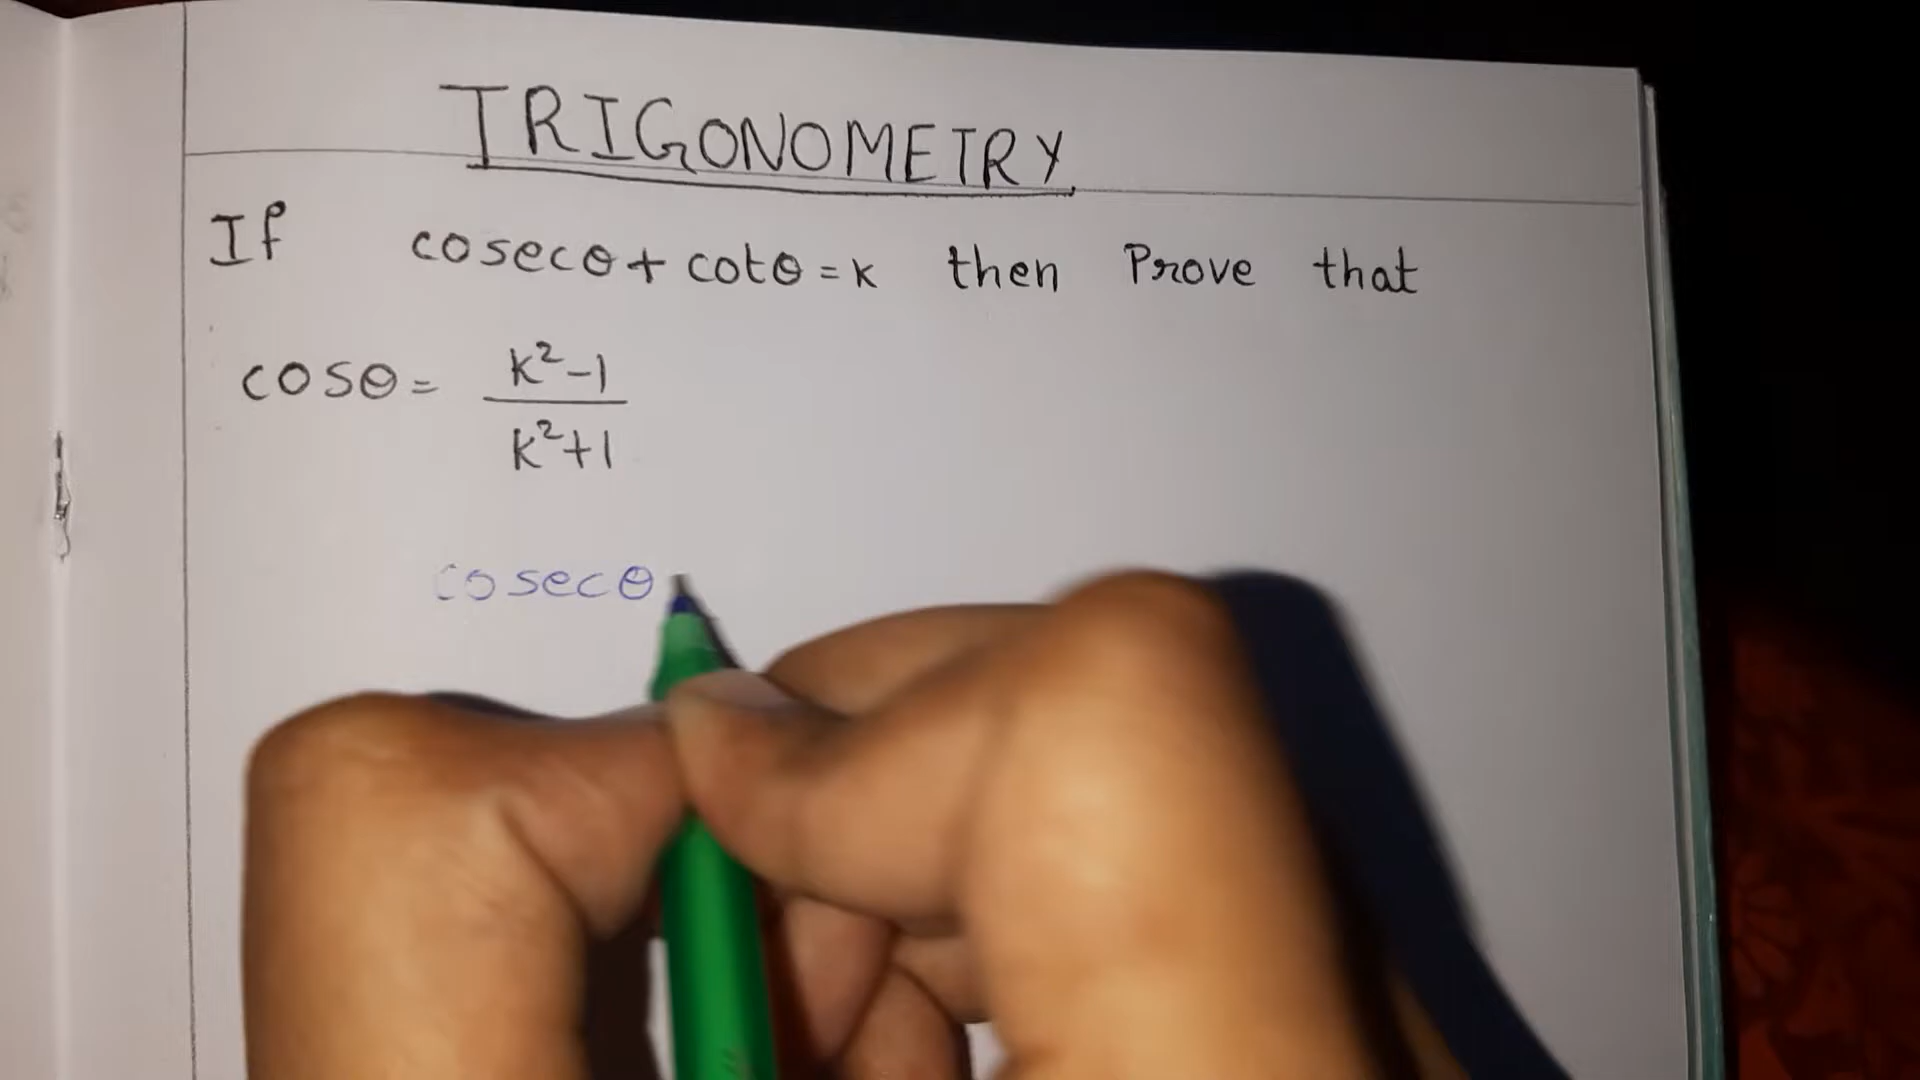 TRIGONOMETRY
If cosecθ + cotθ = k then Prove that
cosθ = k²-1
k²+1
cosecθ